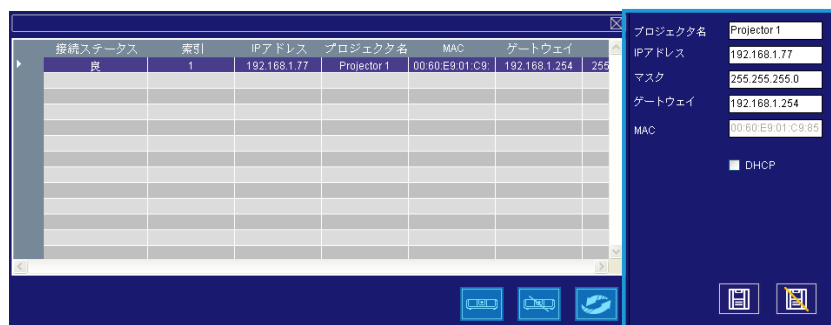 接続ステータス 索引 IPアドレス プロジェクタ名 MAC ゲートウェイ
良 1 192.168.1.77 Projector 1 00:60:E9:01:C9: 192.168.1.254 255
プロジェクタ名 Projector 1
IPアドレス 192.168.1.77
マスク 255.255.255.0
ゲートウェイ 192.168.1.254
MAC 00:60:E9:01:C9:85
DHCP